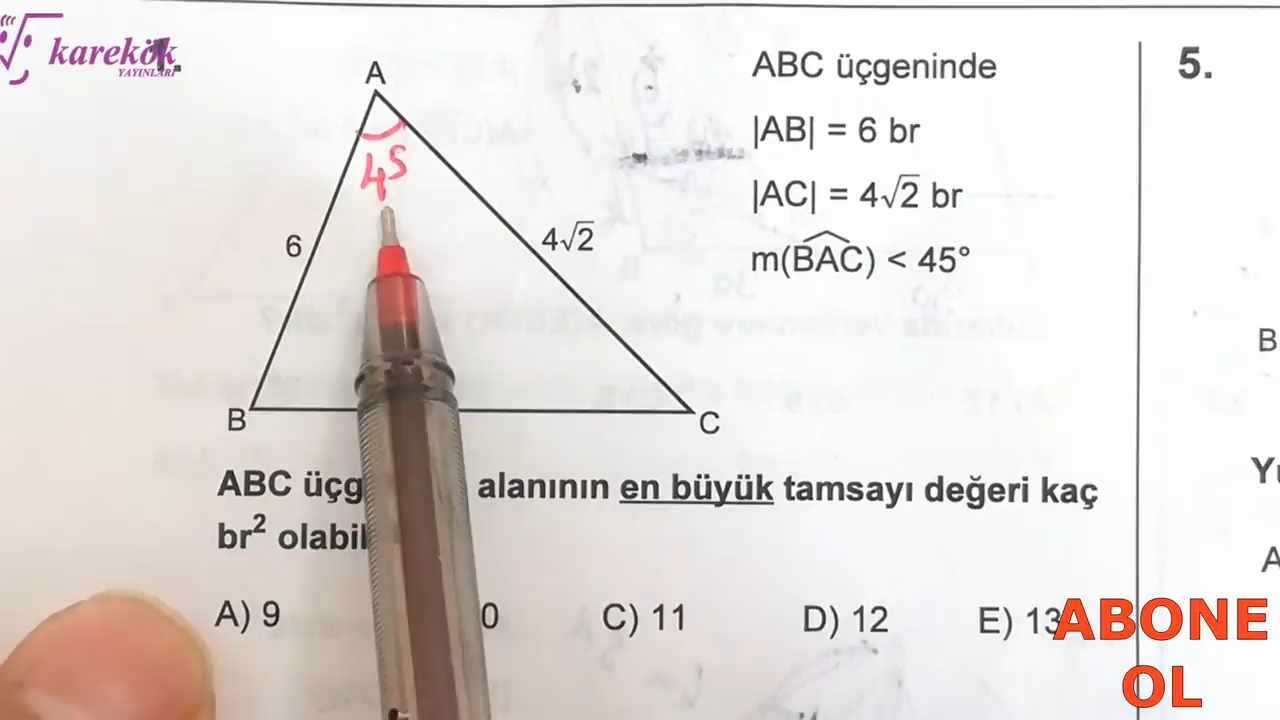 karekök
YAYINLARI
1.
A
45
6
4√2
B
C
ABC üçgeninde
|AB| = 6 br
|AC| = 4√2 br
m(BAC) < 45°
ABC üçg alanının en büyük tamsayı değeri kaç
br² olabil
A) 9
0
C) 11
D) 12
E) 13
5.
B
A
ABONE
OL